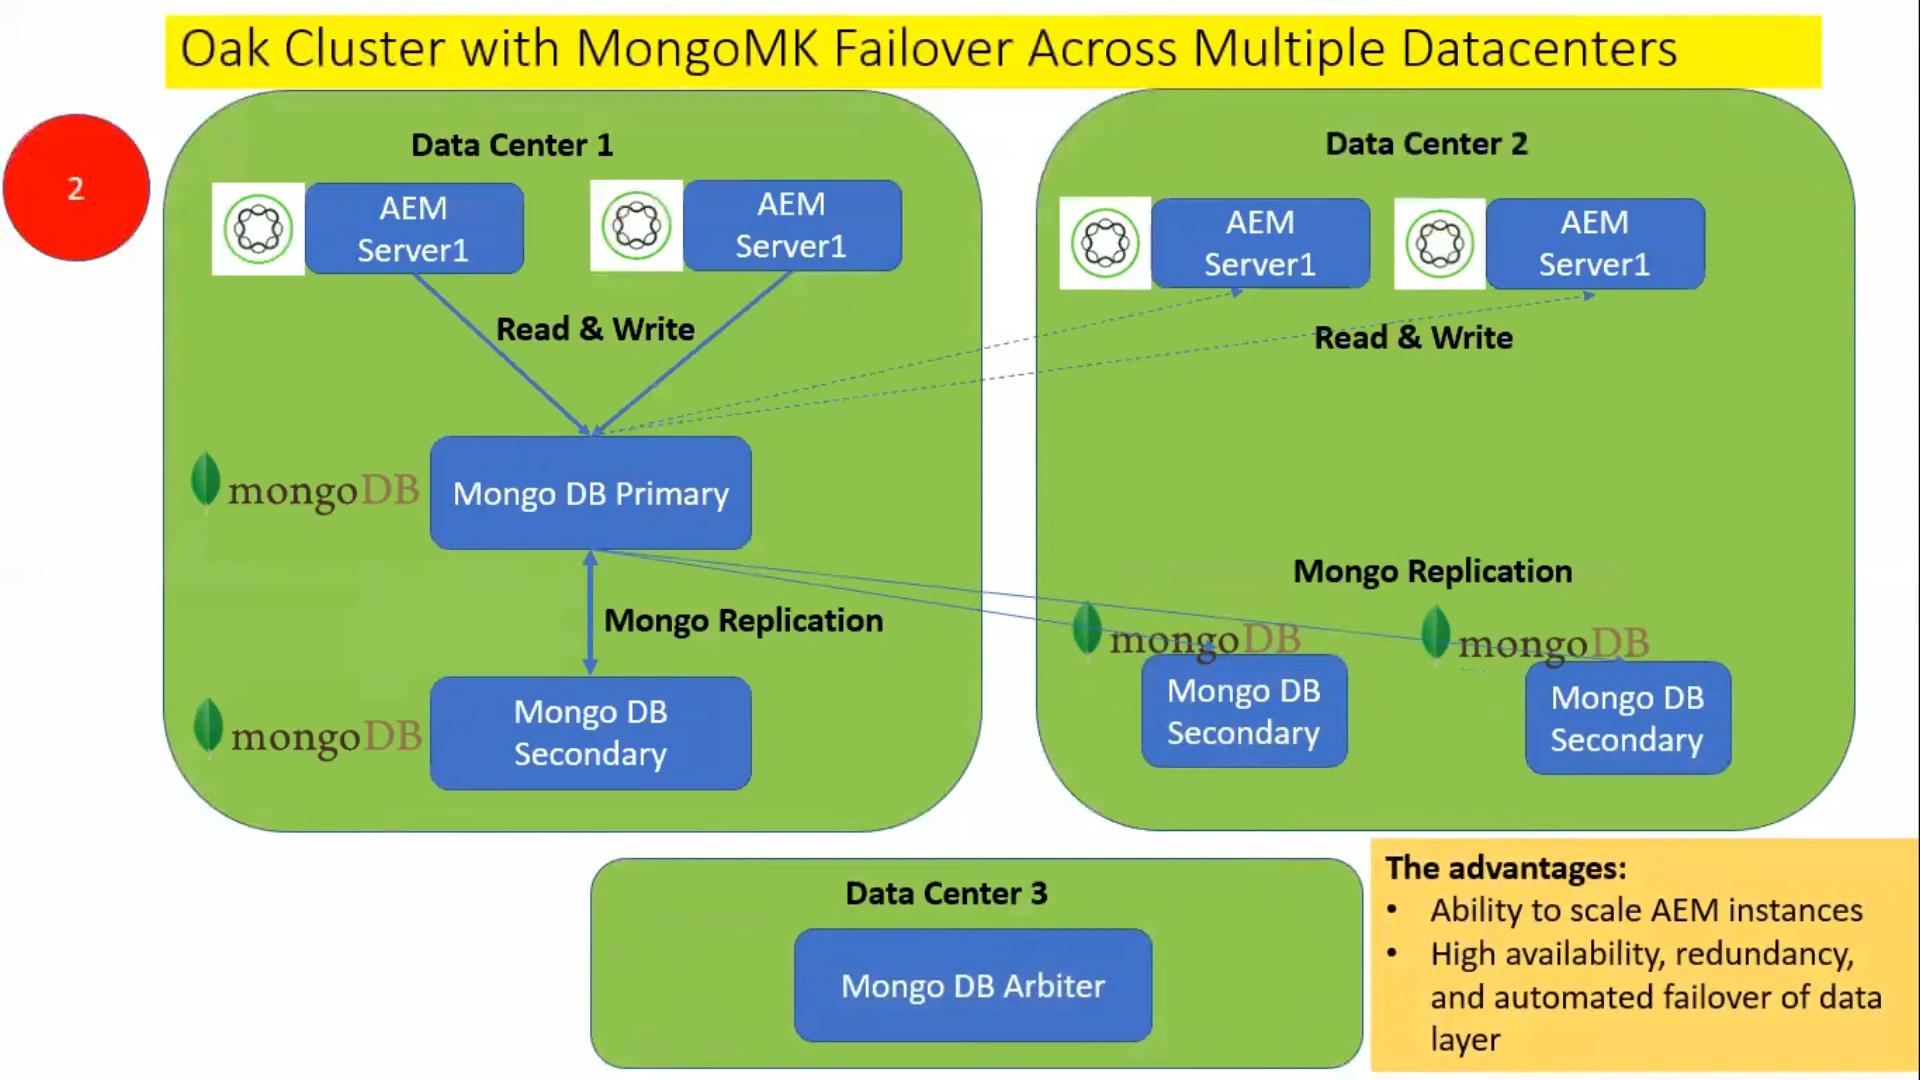 Oak Cluster with MongoMK Failover Across Multiple Datacenters
2
Data Center 1
AEM
Server1
AEM
Server1
Read & Write
mongoDB
Mongo DB Primary
Mongo Replication
mongoDB
Mongo DB
Secondary
Data Center 2
AEM
Server1
AEM
Server1
Read & Write
Mongo Replication
mongoDB
mongoDB
Mongo DB
Secondary
Mongo DB
Secondary
Data Center 3
Mongo DB Arbiter
The advantages:
• Ability to scale AEM instances
• High availability, redundancy,
and automated failover of data
layer